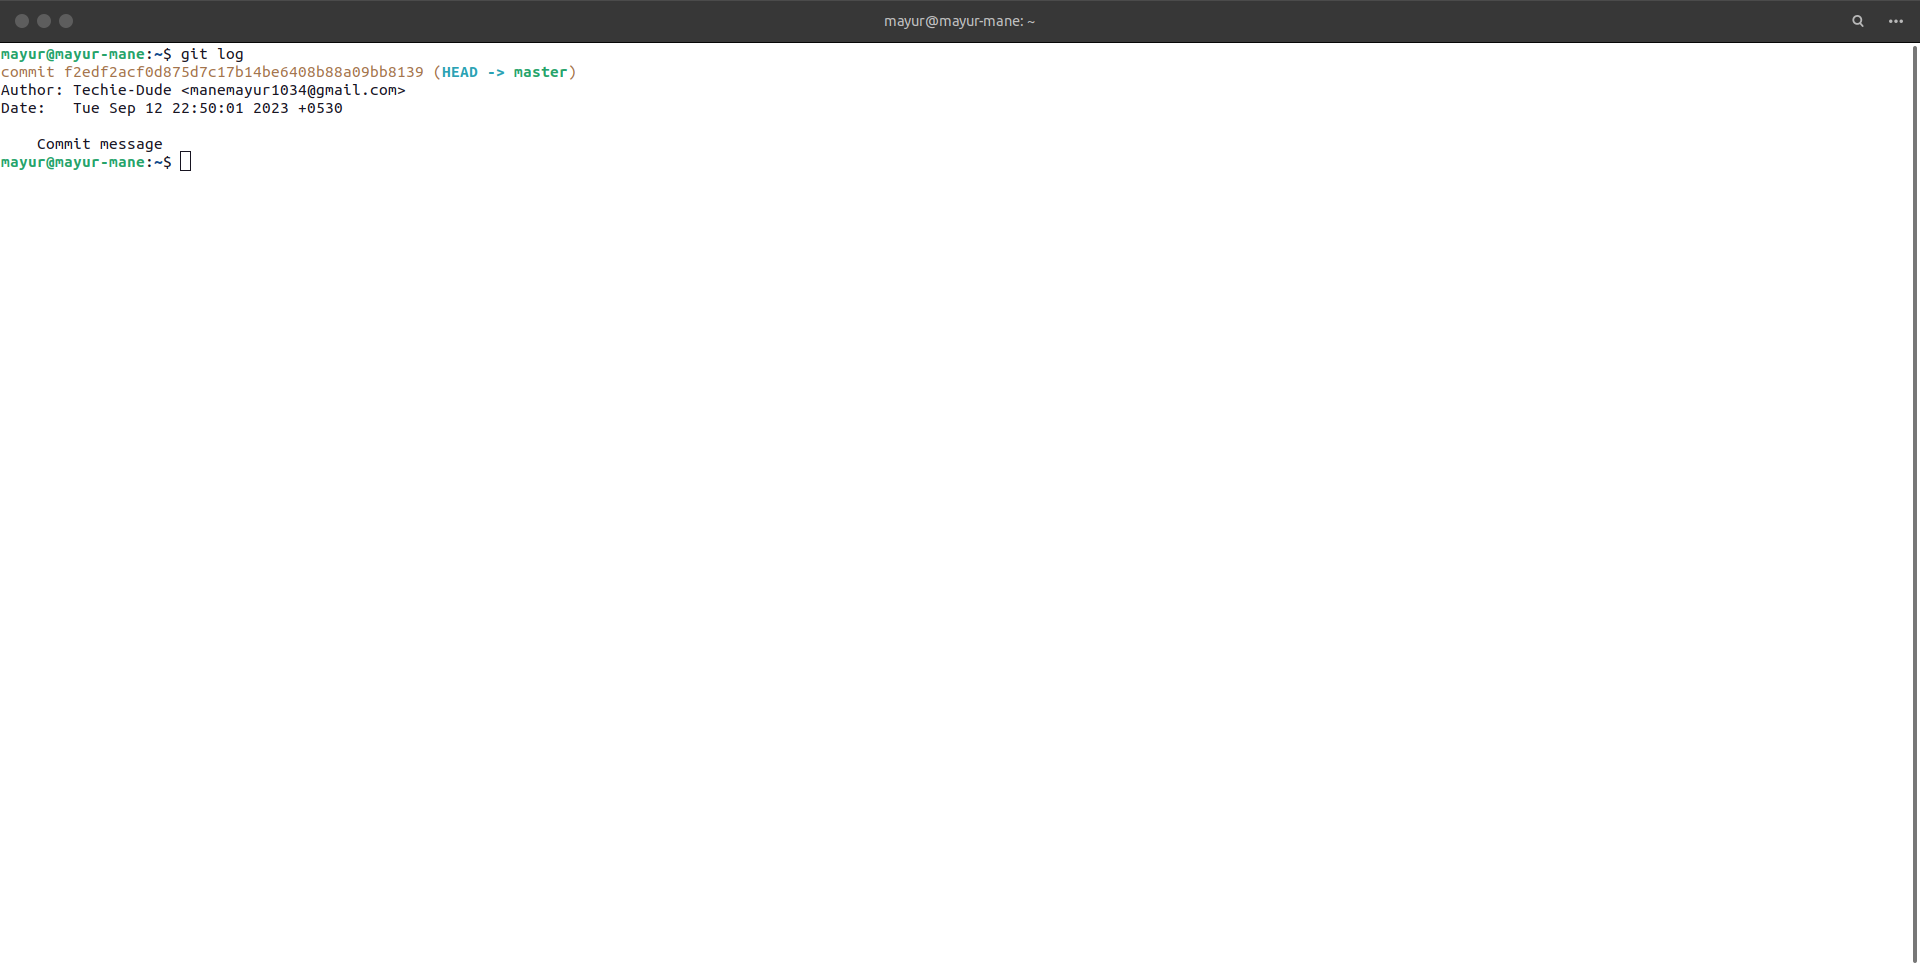 mayur@mayur-mane: ~
mayur@mayur-mane:~$ git log
commit f2edf2acf0d875d7c17b14be6408b88a09bb8139 (HEAD -> master)
Author: Techie-Dude <manemayur1034@gmail.com>
Date:   Tue Sep 12 22:50:01 2023 +0530
    Commit message
mayur@mayur-mane:~$